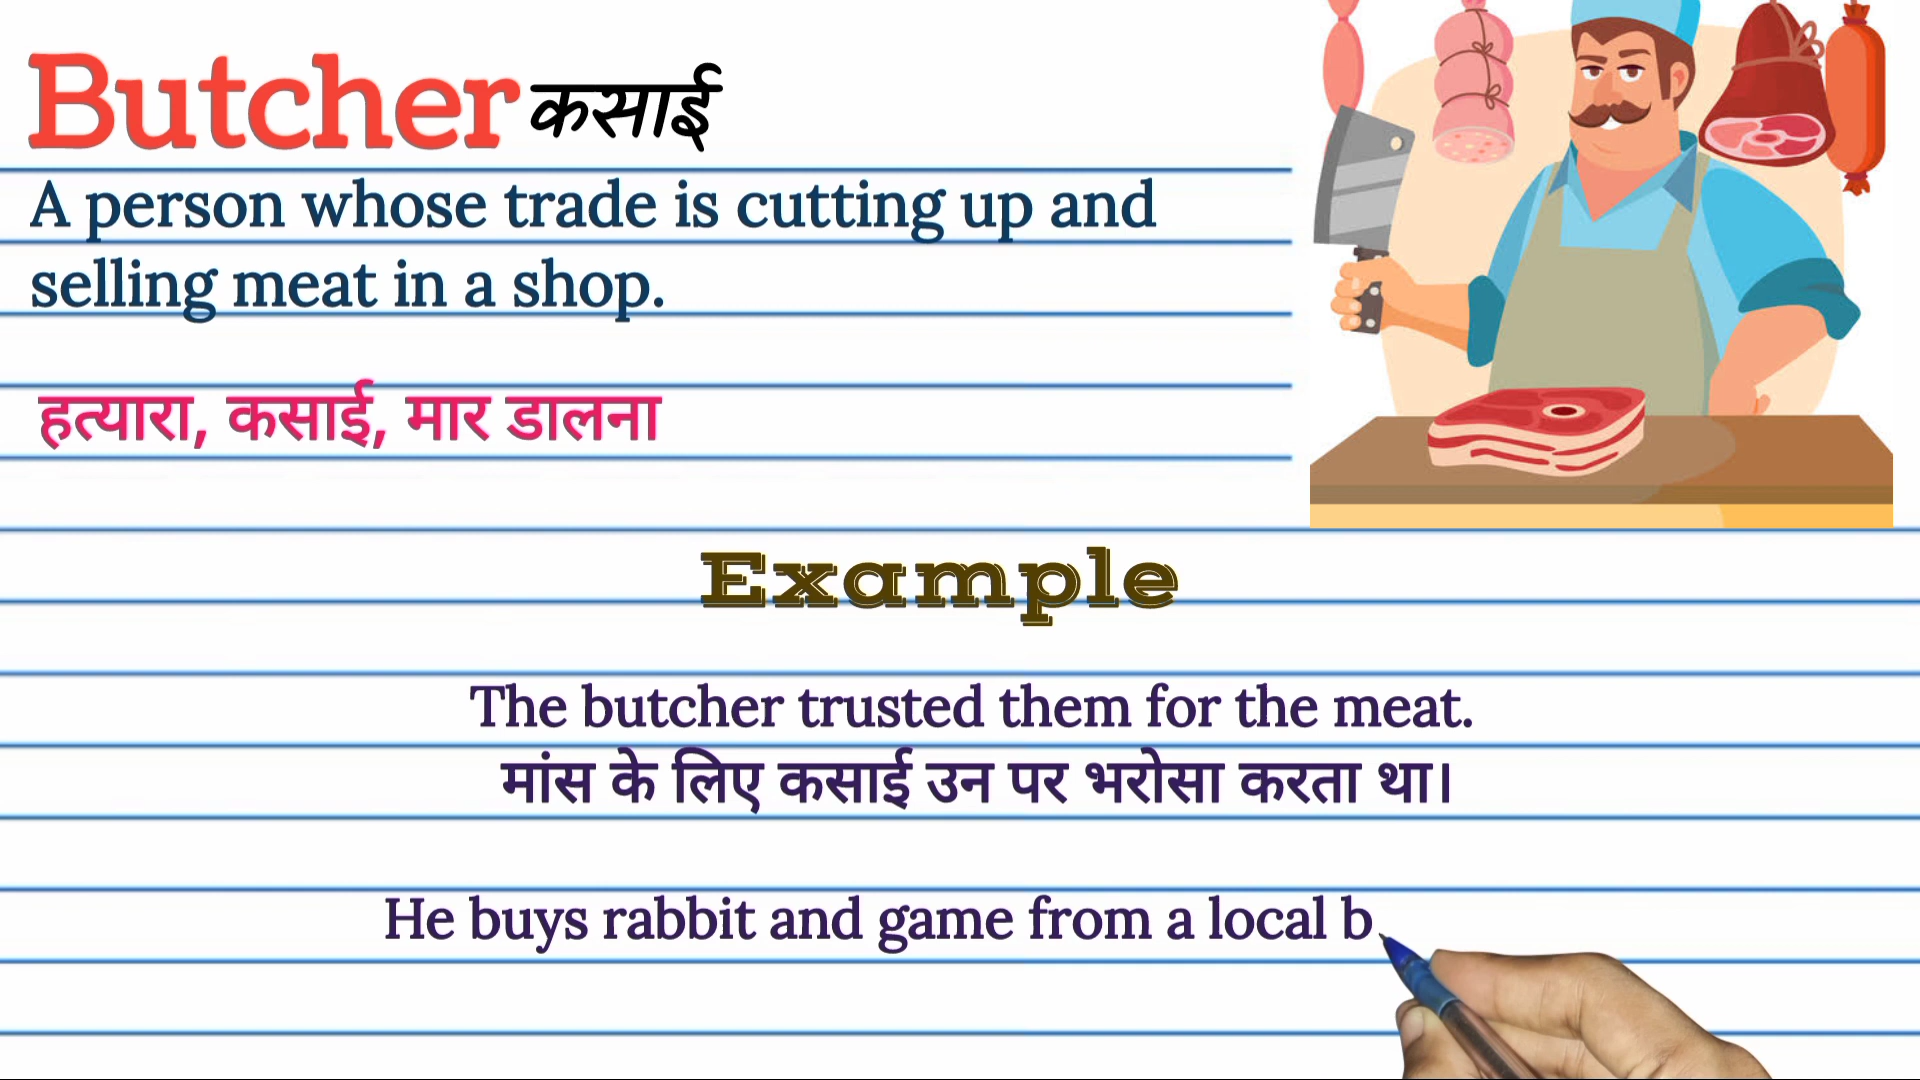 Butcher कसाई
A person whose trade is cutting up and
selling meat in a shop.
हत्यारा, कसाई, मार डालना
Example
The butcher trusted them for the meat.
मांस के लिए कसाई उन पर भरोसा करता था।
He buys rabbit and game from a local b